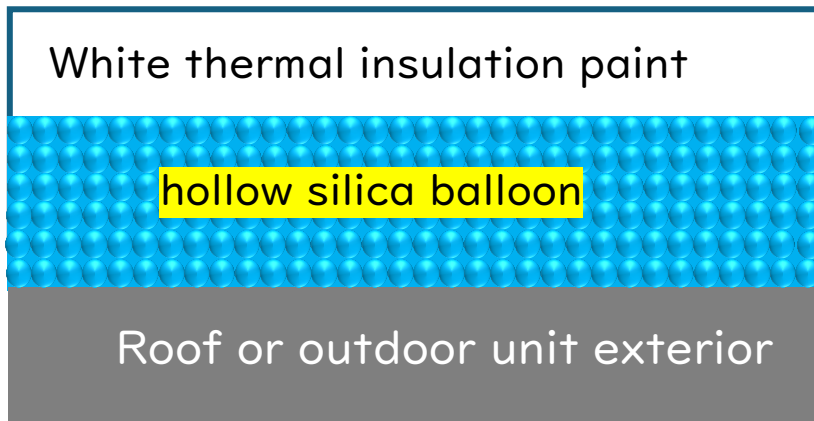 White thermal insulation paint
hollow silica balloon
Roof or outdoor unit exterior